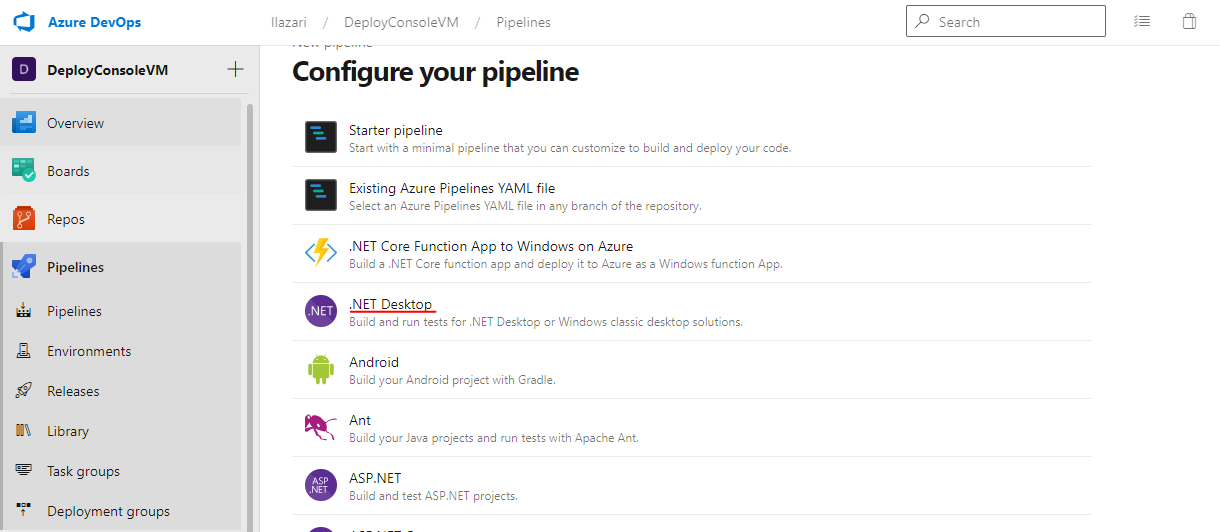 Azure DevOps
Ilazari / DeployConsoleVM / Pipelines
Search
D DeployConsoleVM
Overview
Boards
Repos
Pipelines
Pipelines
Environments
Releases
Library
Task groups
Deployment groups
New pipeline
Configure your pipeline
Starter pipeline
Start with a minimal pipeline that you can customize to build and deploy your code.
Existing Azure Pipelines YAML file
Select an Azure Pipelines YAML file in any branch of the repository.
.NET Core Function App to Windows on Azure
Build a .NET Core function app and deploy it to Azure as a Windows function App.
.NET
.NET Desktop
Build and run tests for .NET Desktop or Windows classic desktop solutions.
Android
Build your Android project with Gradle.
Ant
Build your Java projects and run tests with Apache Ant.
ASP
.NET
ASP.NET
Build and test ASP.NET projects.